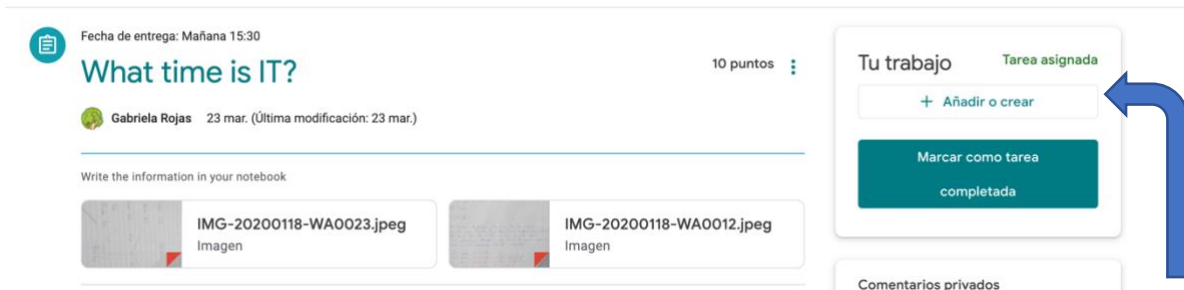 Fecha de entrega: Mañana 15:30
What time is IT?
10 puntos
Gabriela Rojas 23 mar. (Última modificación: 23 mar.)
Write the information in your notebook
IMG-20200118-WA0023.jpeg
Imagen
IMG-20200118-WA0012.jpeg
Imagen
Tu trabajo
Tarea asignada
+ Añadir o crear
Marcar como tarea
completada
Comentarios privados